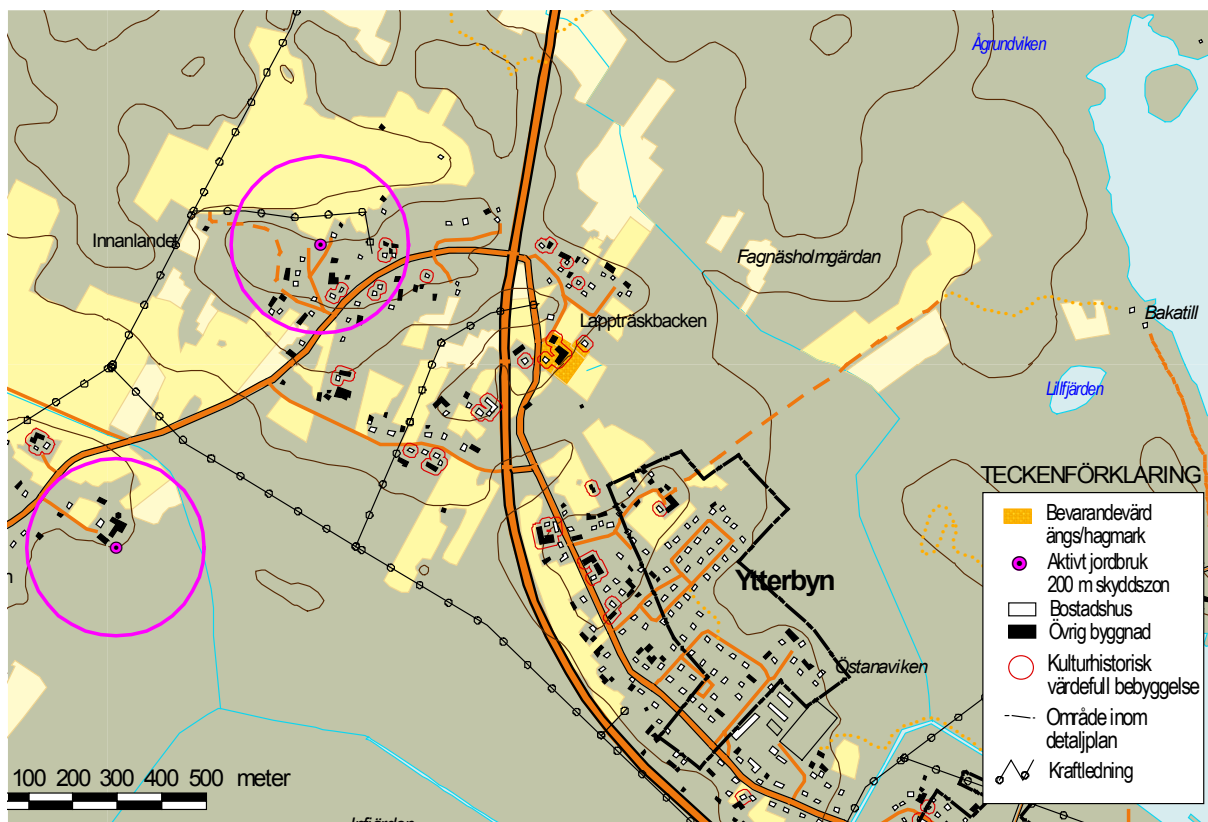 Ågrundviken
Innanlandet
Fagnäsholmgärdan
Lappträskbacken
Bakatill
Lillfjärden
TECKENFÖRKLARING
Bevarandevärd
ängs/hagmark
Aktivt jordbruk
200 m skyddszon
Bostadshus
Övrig byggnad
Kulturhistorisk
värdefull bebyggelse
Område inom
detaljplan
Kraftledning
Ytterbyn
Östanaviken
100 200 300 400 500 meter